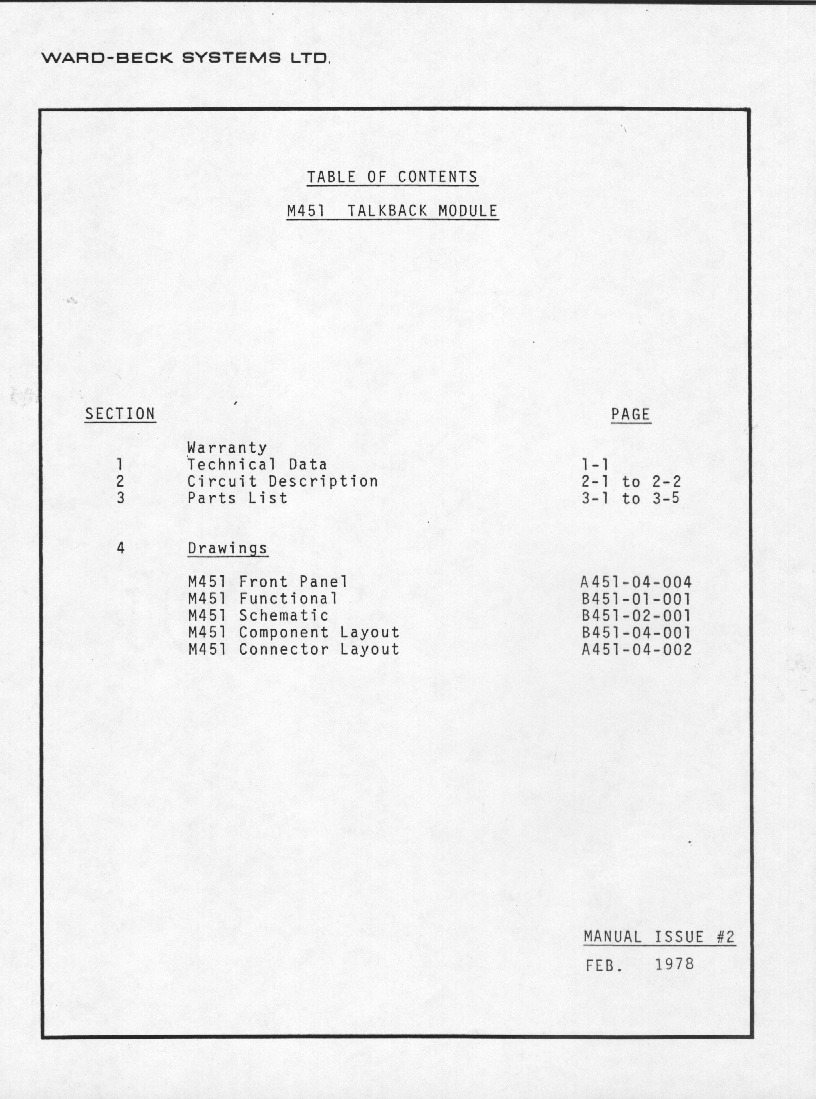 WARD-BECK SYSTEMS LTD.
TABLE OF CONTENTS
M451 TALKBACK MODULE
SECTION PAGE
Warranty
1 Technical Data 1-1
2 Circuit Description 2-1 to 2-2
3 Parts List 3-1 to 3-5
4 Drawings
M451 Front Panel A451-04-004
M451 Functional B451-01-001
M451 Schematic B451-02-001
M451 Component Layout B451-04-001
M451 Connector Layout A451-04-002
MANUAL ISSUE #2
FEB. 1978